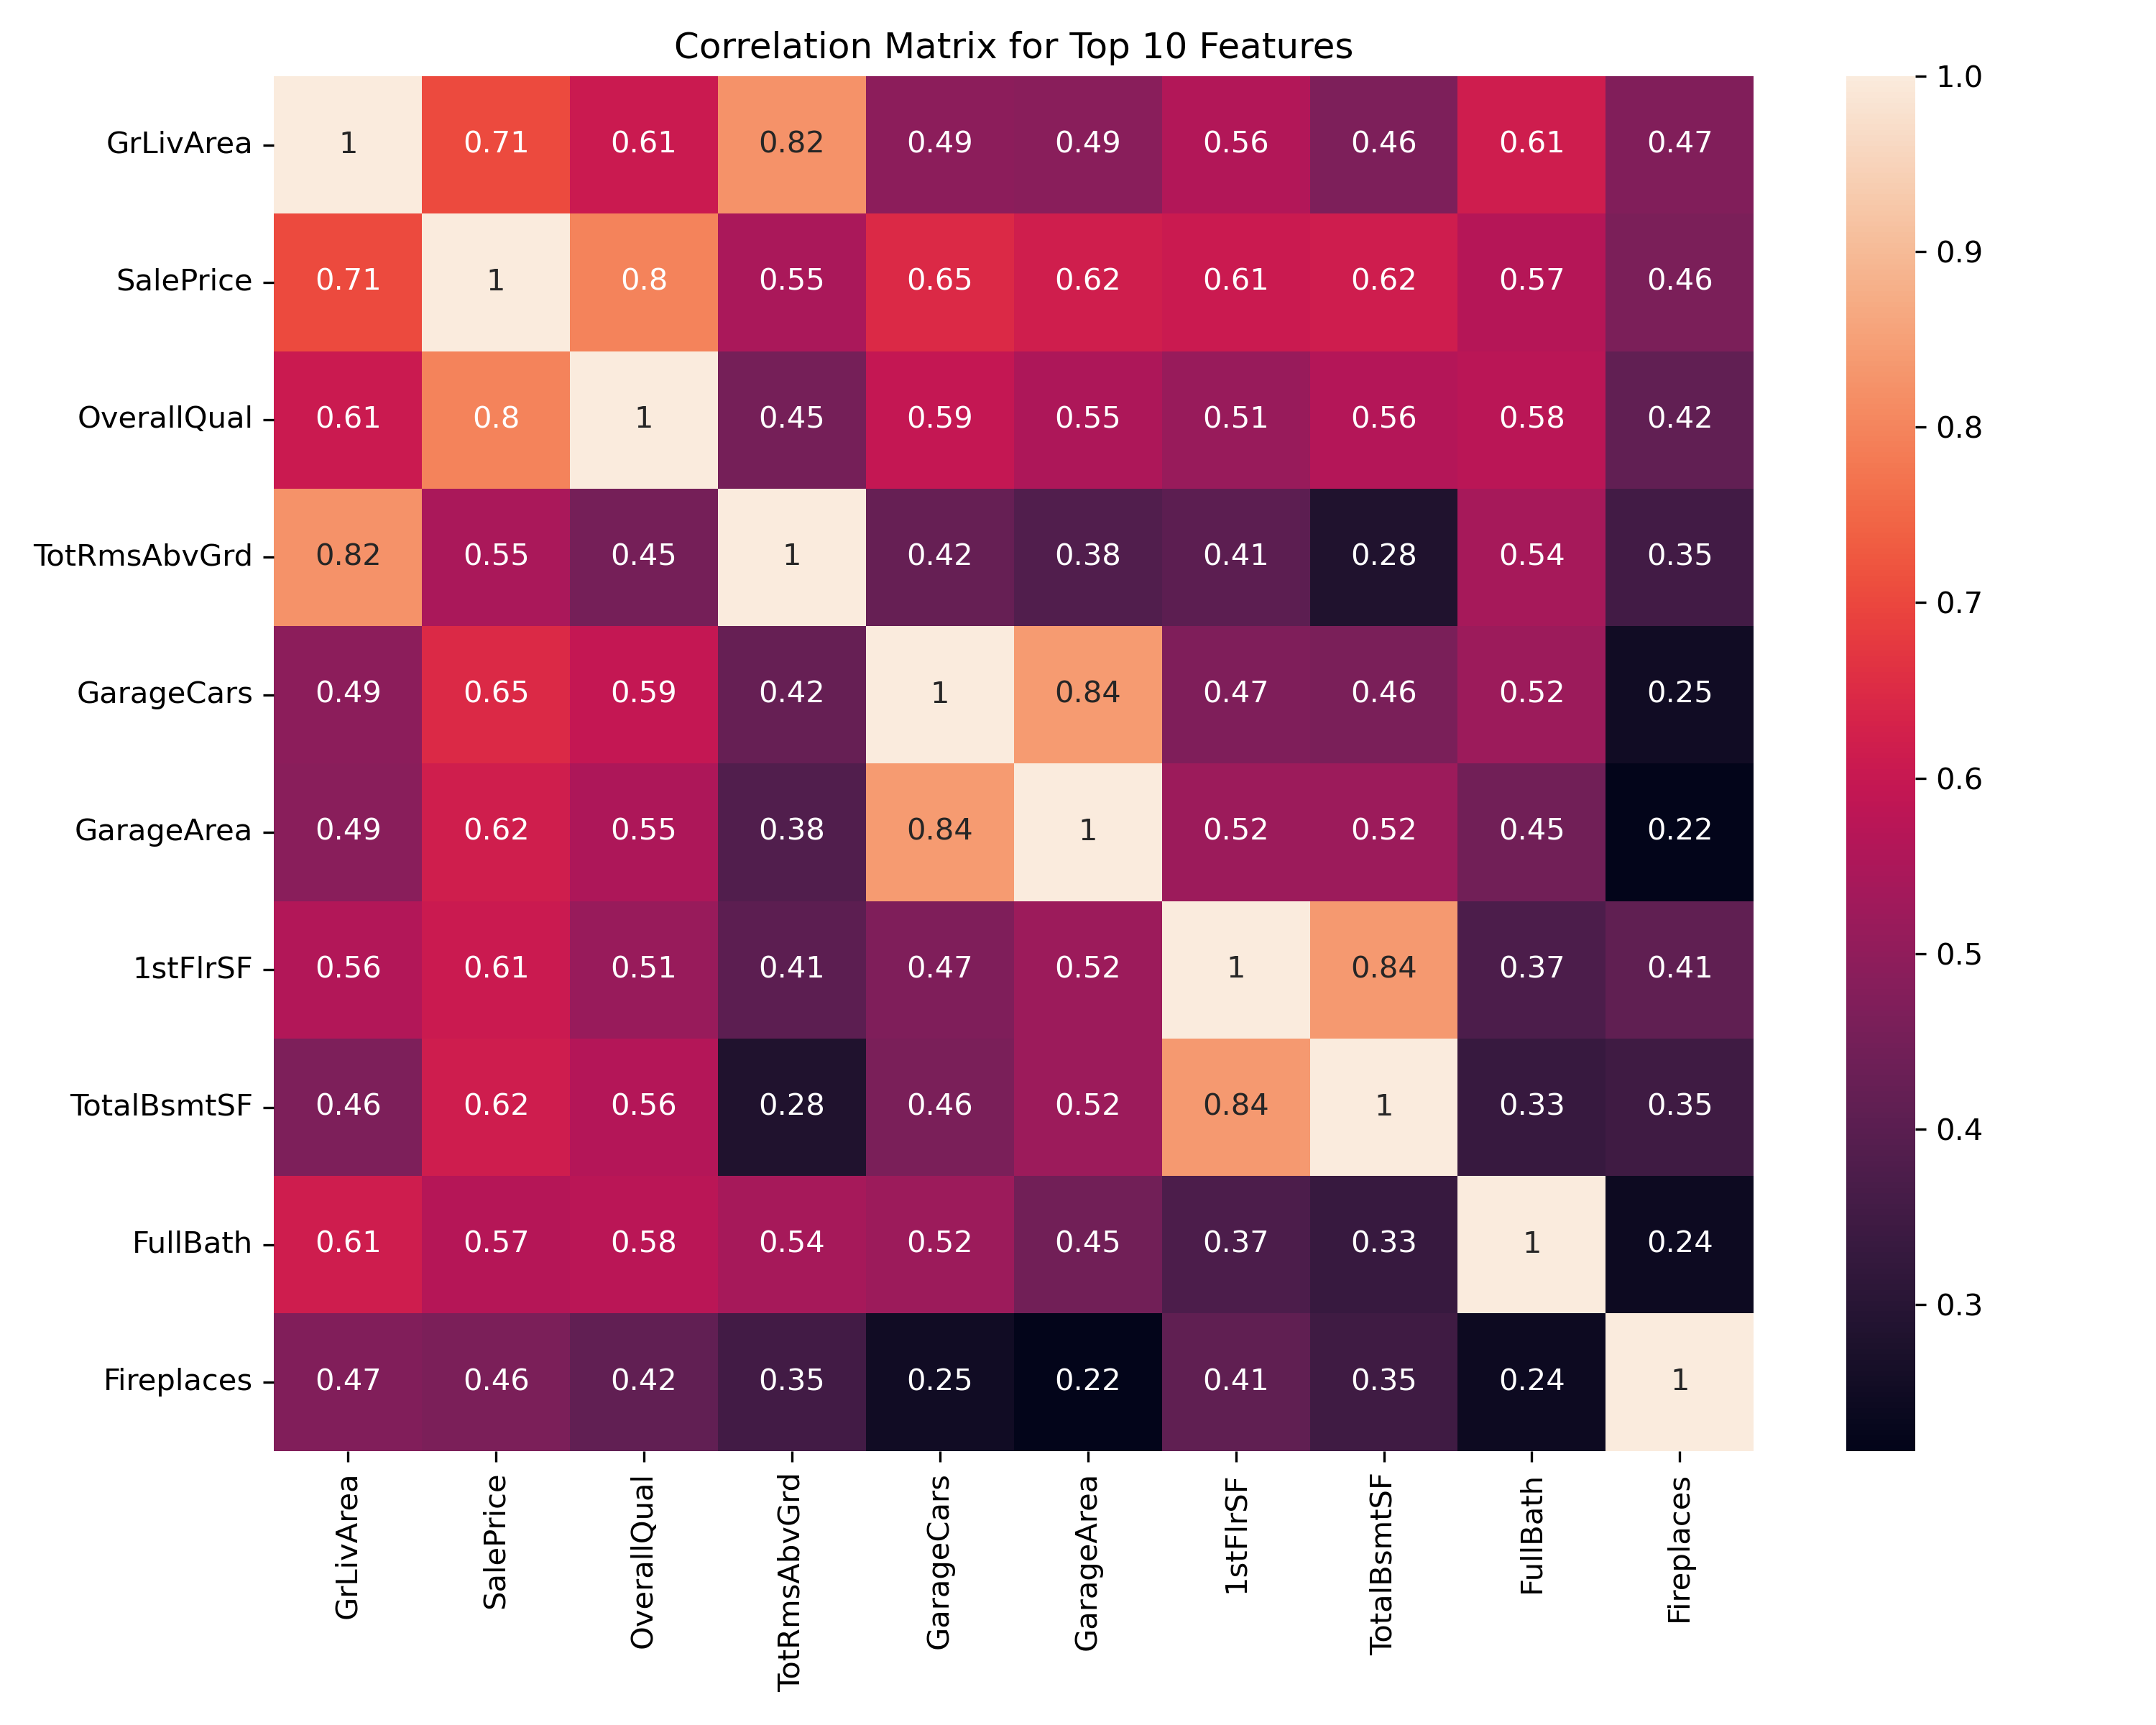 Correlation Matrix for Top 10 Features
GrLivArea 1 0.71 0.61 0.82 0.49 0.49 0.56 0.46 0.61 0.47
SalePrice 0.71 1 0.8 0.55 0.65 0.62 0.61 0.62 0.57 0.46
OverallQual 0.61 0.8 1 0.45 0.59 0.55 0.51 0.56 0.58 0.42
TotRmsAbvGrd 0.82 0.55 0.45 1 0.42 0.38 0.41 0.28 0.54 0.35
GarageCars 0.49 0.65 0.59 0.42 1 0.84 0.47 0.46 0.52 0.25
GarageArea 0.49 0.62 0.55 0.38 0.84 1 0.52 0.52 0.45 0.22
1stFlrSF 0.56 0.61 0.51 0.41 0.47 0.52 1 0.84 0.37 0.41
TotalBsmtSF 0.46 0.62 0.56 0.28 0.46 0.52 0.84 1 0.33 0.35
FullBath 0.61 0.57 0.58 0.54 0.52 0.45 0.37 0.33 1 0.24
Fireplaces 0.47 0.46 0.42 0.35 0.25 0.22 0.41 0.35 0.24 1
GrLivArea SalePrice OverallQual TotRmsAbvGrd GarageCars GarageArea 1stFlrSF TotalBsmtSF FullBath Fireplaces
1.0
0.9
0.8
0.7
0.6
0.5
0.4
0.3